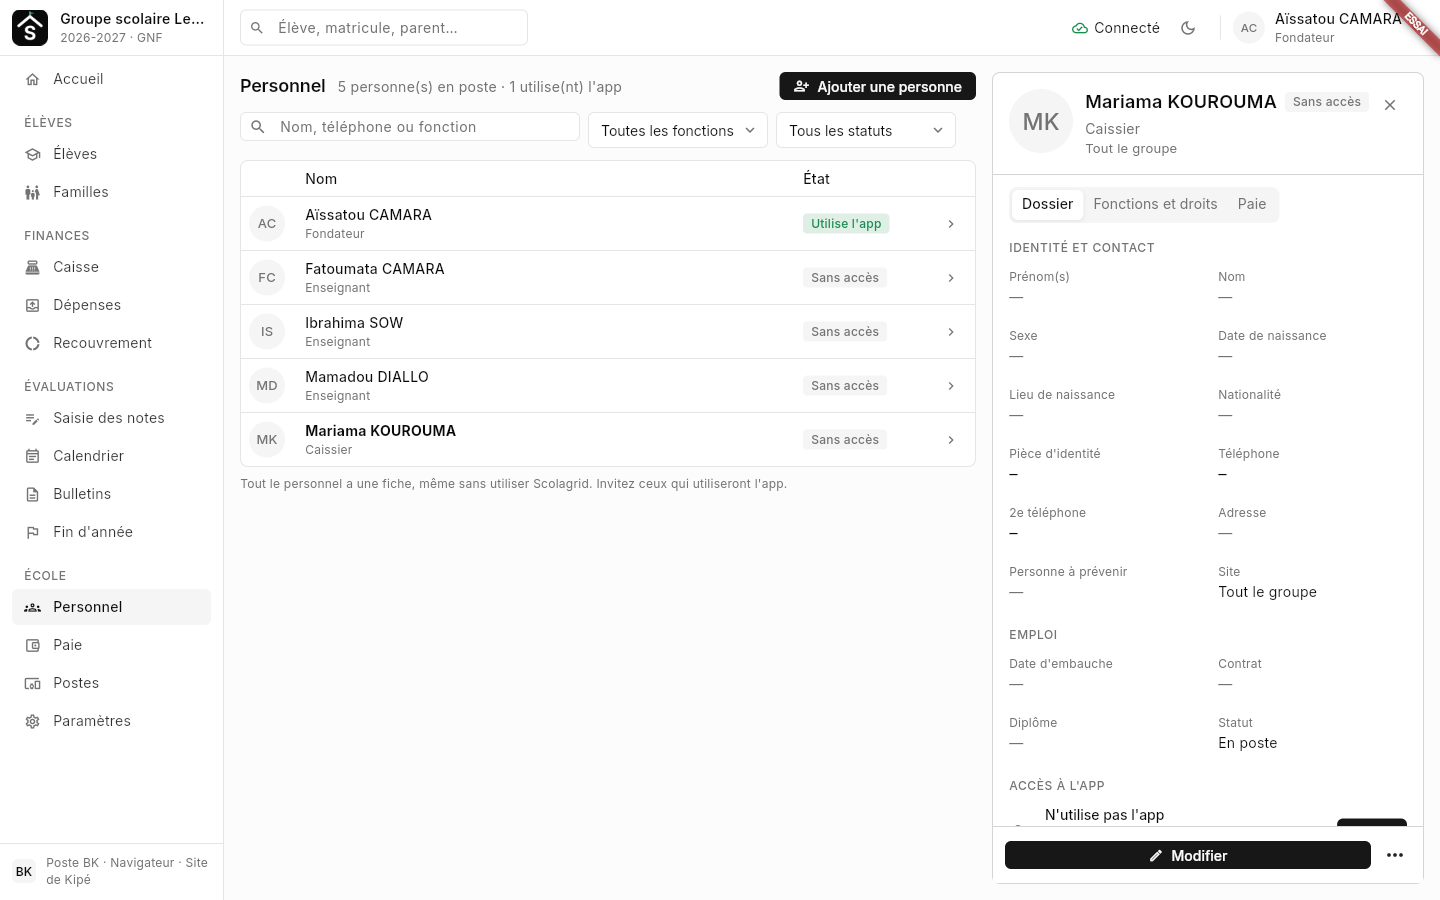 Groupe scolaire Le...
2026-2027 · GNF
Élève, matricule, parent...
Connecté
AC
Aïssatou CAMARA
Fondateur
ESSAI
Accueil
ÉLÈVES
Élèves
Familles
FINANCES
Caisse
Dépenses
Recouvrement
ÉVALUATIONS
Saisie des notes
Calendrier
Bulletins
Fin d'année
ÉCOLE
Personnel
Paie
Postes
Paramètres
BK
Poste BK · Navigateur · Site
de Kipé
Personnel 5 personne(s) en poste · 1 utilise(nt) l'app
Ajouter une personne
Nom, téléphone ou fonction
Toutes les fonctions
Tous les statuts
Nom État
AC
Aïssatou CAMARA
Fondateur
Utilise l'app
FC
Fatoumata CAMARA
Enseignant
Sans accès
IS
Ibrahima SOW
Enseignant
Sans accès
MD
Mamadou DIALLO
Enseignant
Sans accès
MK
Mariama KOUROUMA
Caissier
Sans accès
Tout le personnel a une fiche, même sans utiliser Scolagrid. Invitez ceux qui utiliseront l'app.
MK
Mariama KOUROUMA
Sans accès
Caissier
Tout le groupe
Dossier Fonctions et droits Paie
IDENTITÉ ET CONTACT
Prénom(s) Nom
— —
Sexe Date de naissance
— —
Lieu de naissance Nationalité
— —
Pièce d'identité Téléphone
– –
2e téléphone Adresse
– —
Personne à prévenir Site
— Tout le groupe
EMPLOI
Date d'embauche Contrat
— —
Diplôme Statut
— En poste
ACCÈS À L'APP
N'utilise pas l'app
Modifier